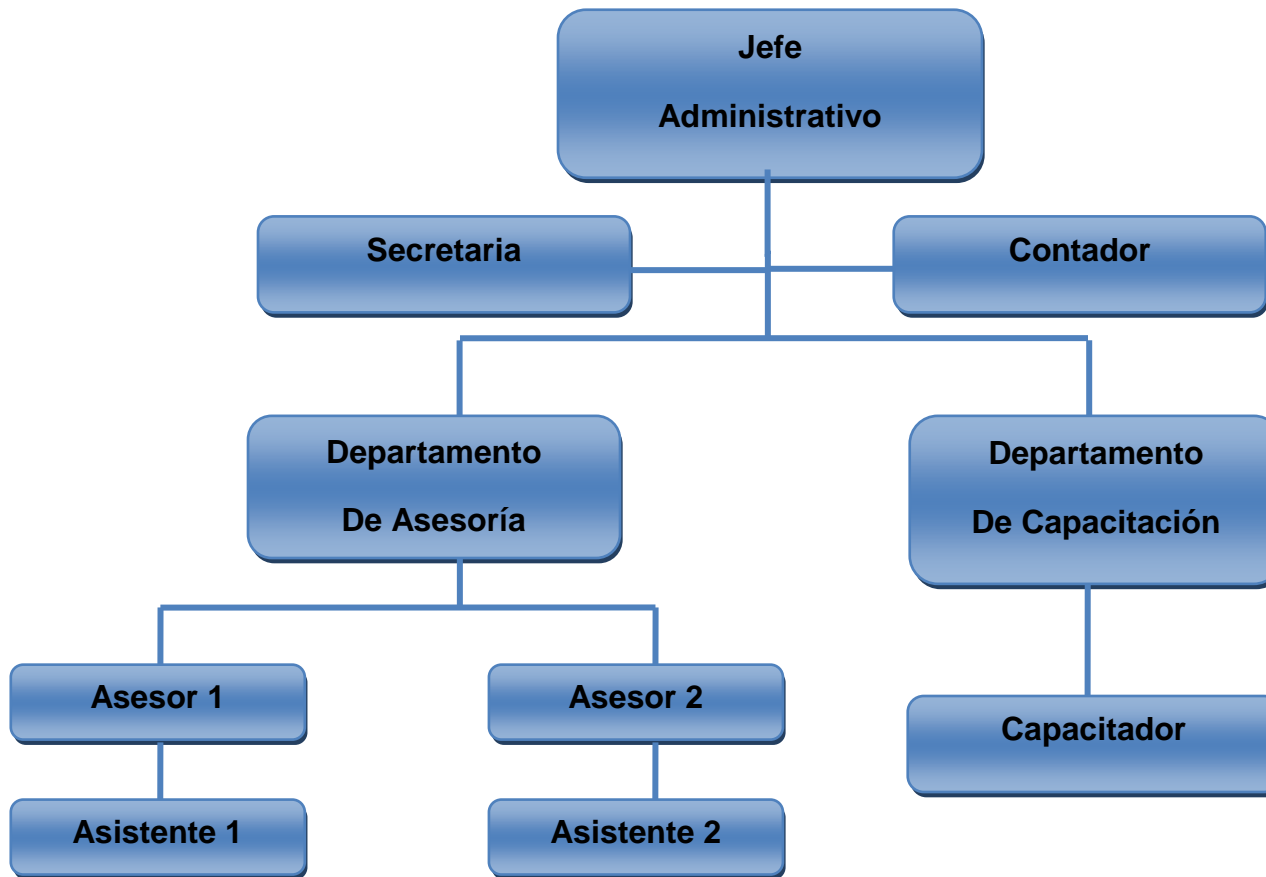 Jefe
Administrativo
Secretaria
Contador
Departamento
De Asesoría
Departamento
De Capacitación
Asesor 1
Asesor 2
Capacitador
Asistente 1
Asistente 2